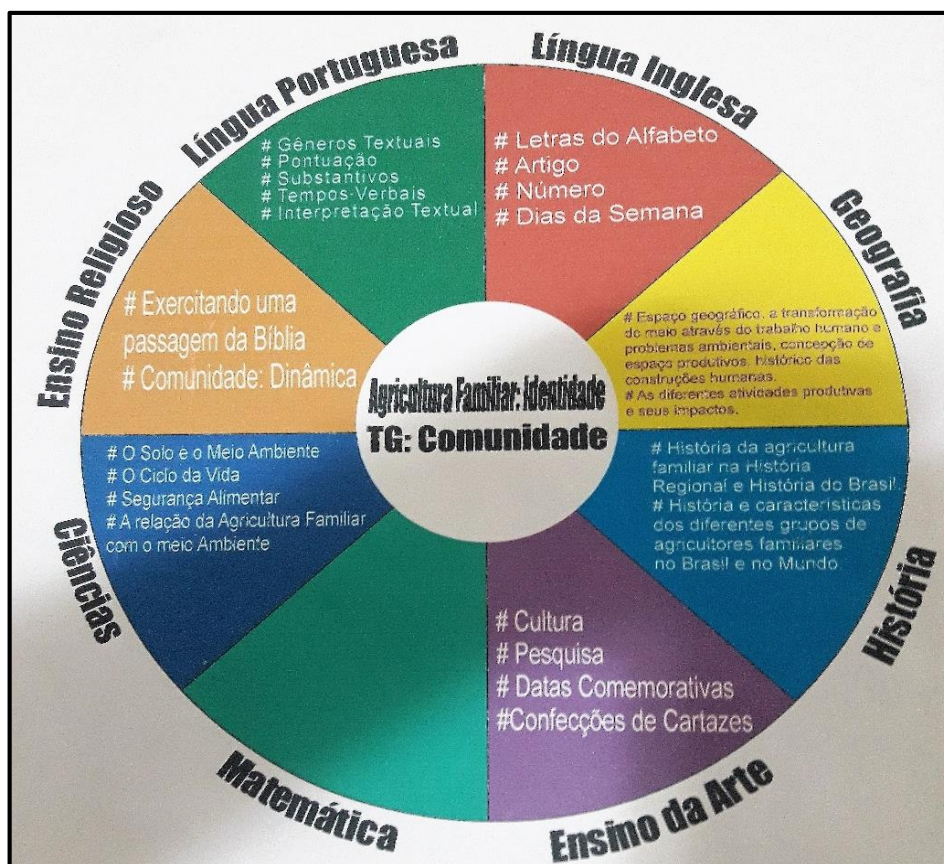 Língua Portuguesa
# Gêneros Textuais
# Pontuação
# Substantivos
# Tempos-Verbais
# Interpretação Textual
Língua Inglesa
# Letras do Alfabeto
# Artigo
# Número
# Dias da Semana
Geografia
# Espaço geográfico, a transformação
do meio através do trabalho humano e
problemas ambientais, concepção de
espaço produtivos, histórico das
construções humanas.
# As diferentes atividades produtivas
e seus impactos.
História
# História da agricultura
familiar na História
Regional e História do Brasil.
# História e características
dos diferentes grupos de
agricultores familiares
no Brasil e no Mundo
Ensino da Arte
# Cultura
# Pesquisa
# Datas Comemorativas
#Confecções de Cartazes
Matemática
Ciências
# O Solo e o Meio Ambiente
# O Ciclo da Vida
# Segurança Alimentar
# A relação da Agricultura Familiar
com o meio Ambiente
Ensino Religioso
# Exercitando uma
passagem da Bíblia
# Comunidade: Dinâmica
Agricultura Familiar: Identidade
TG: Comunidade